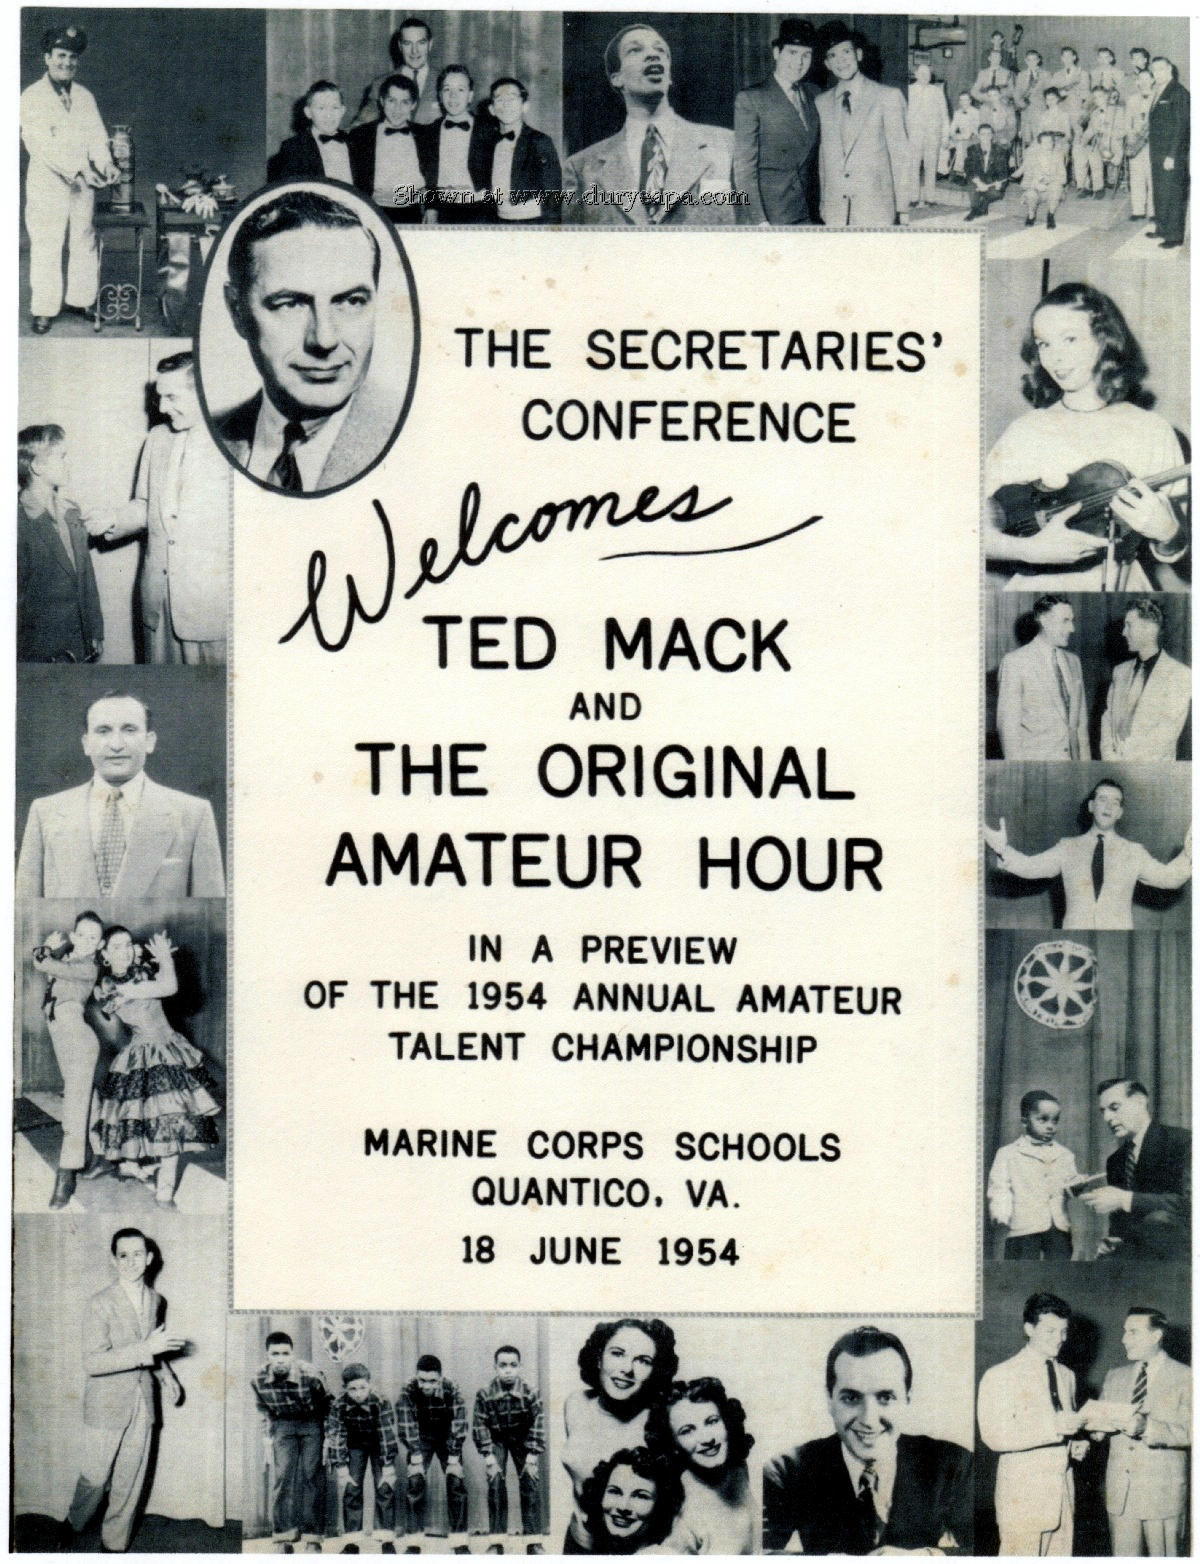 Shown at www.duryeapa.com
THE SECRETARIES'
CONFERENCE
Welcomes
TED MACK
AND
THE ORIGINAL
AMATEUR HOUR
IN A PREVIEW
OF THE 1954 ANNUAL AMATEUR
TALENT CHAMPIONSHIP
MARINE CORPS SCHOOLS
QUANTICO, VA.
18 JUNE 1954